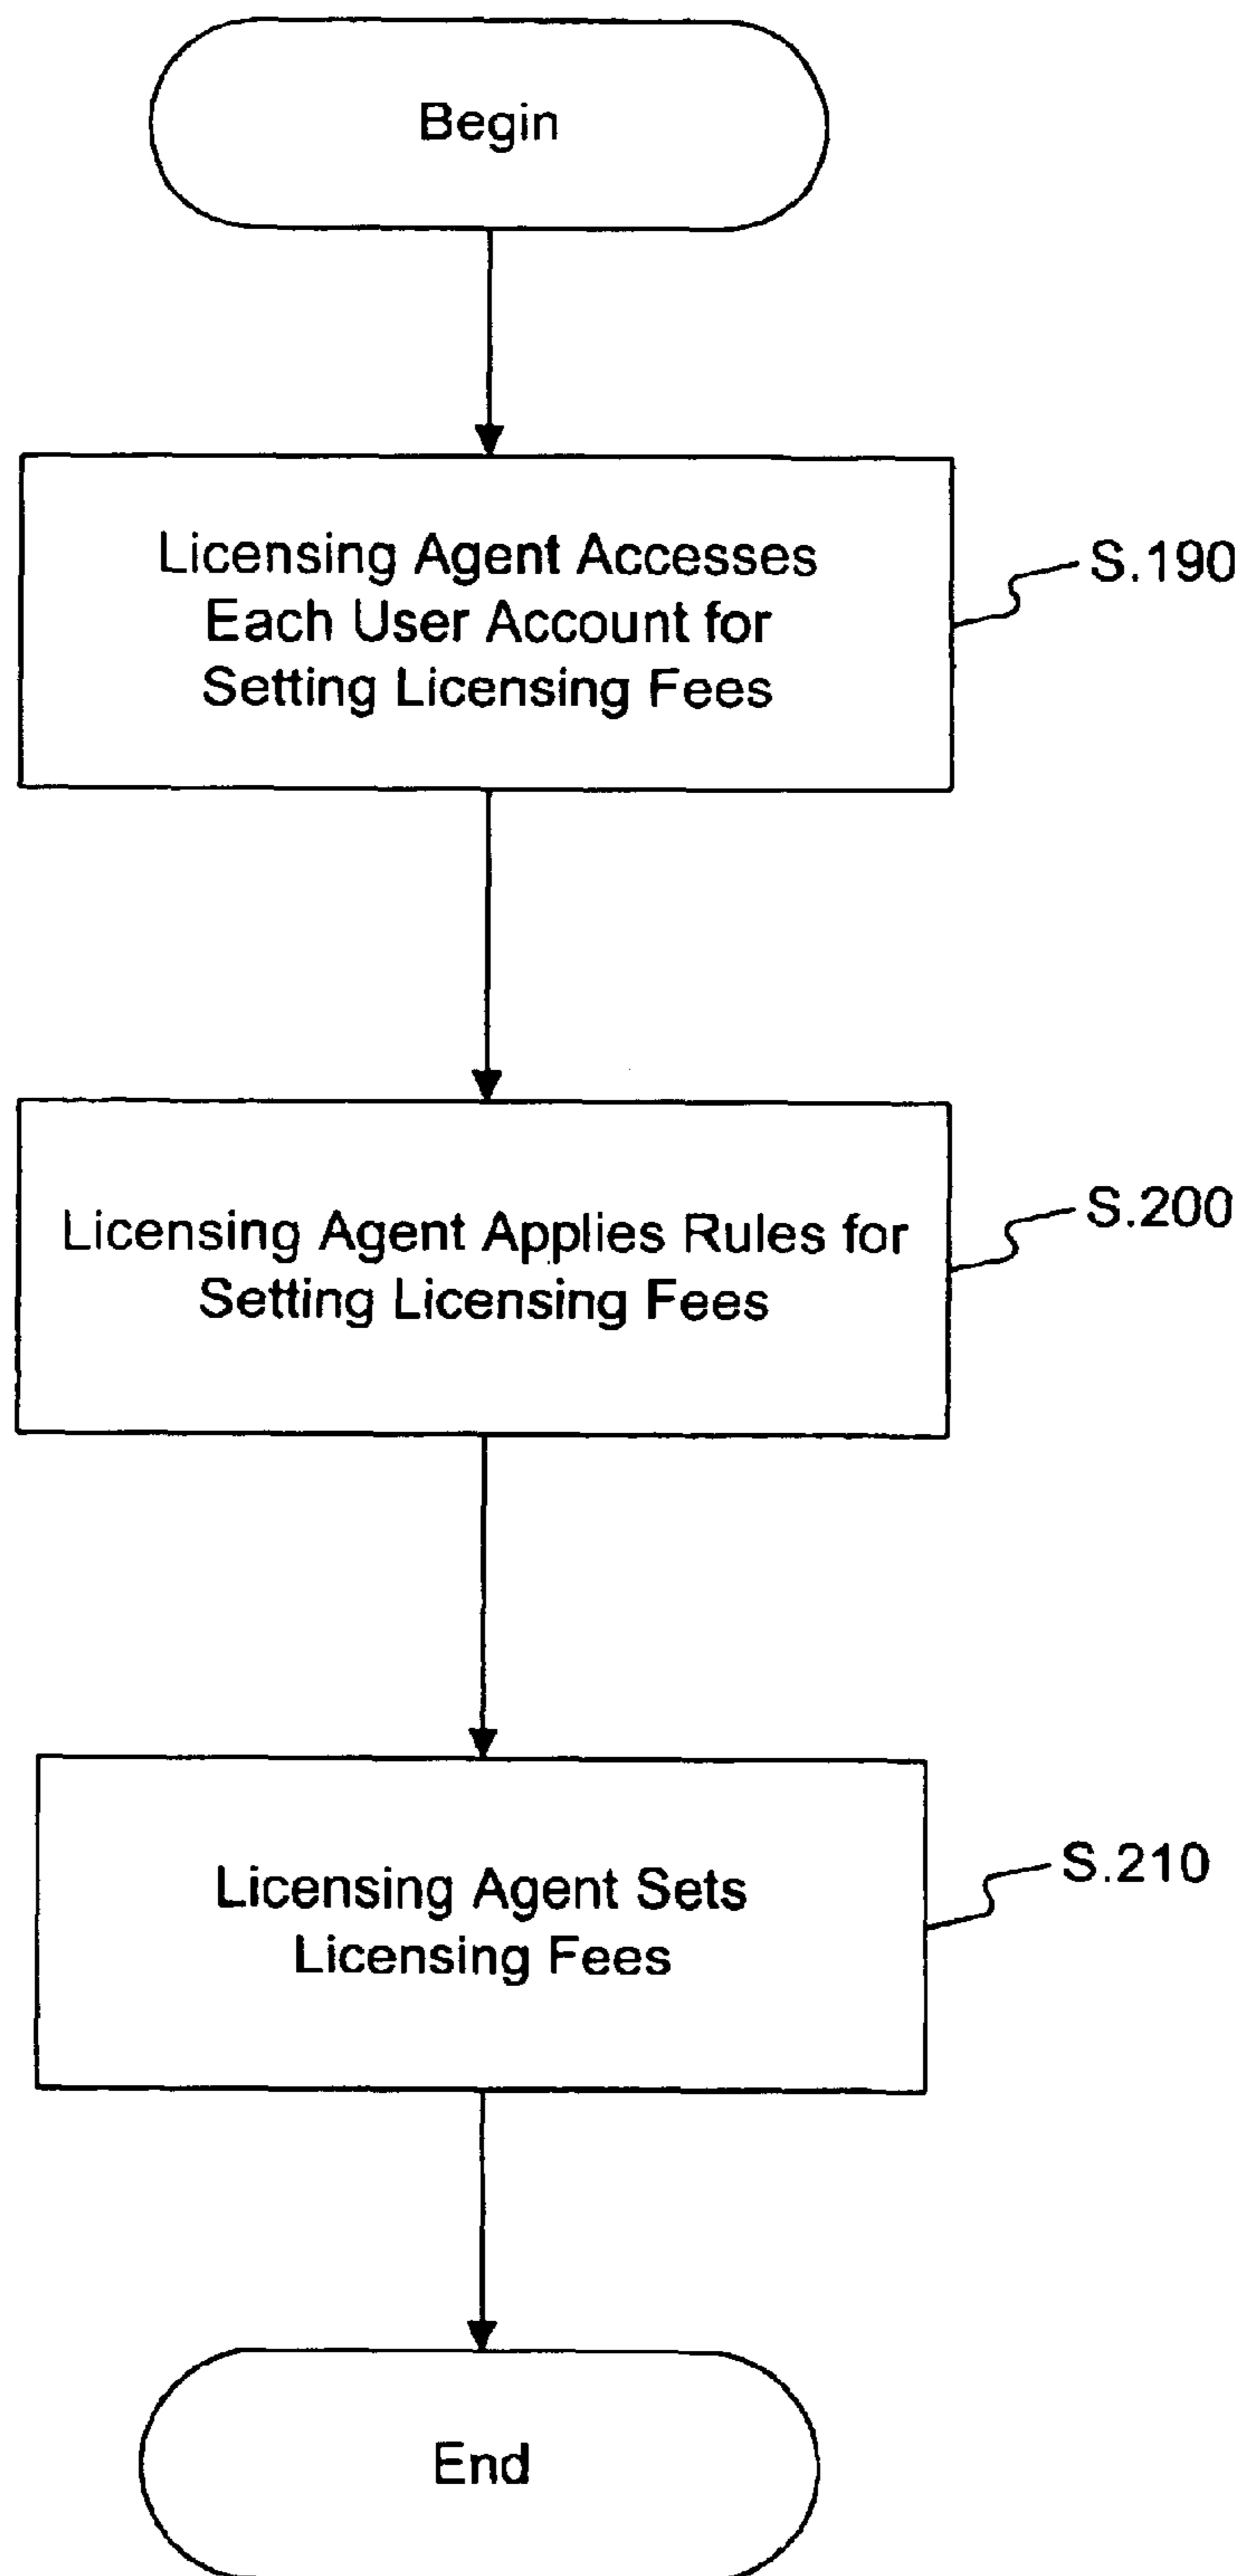 Begin
Licensing Agent Accesses
Each User Account for
Setting Licensing Fees
S.190
Licensing Agent Applies Rules for
Setting Licensing Fees
S.200
Licensing Agent Sets
Licensing Fees
S.210
End